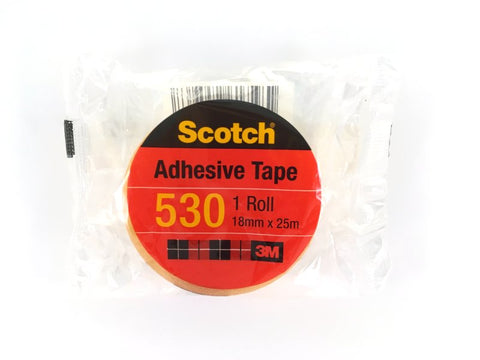 Scotch®
Adhesive Tape
530
1 Roll
18mm x 25m
3M